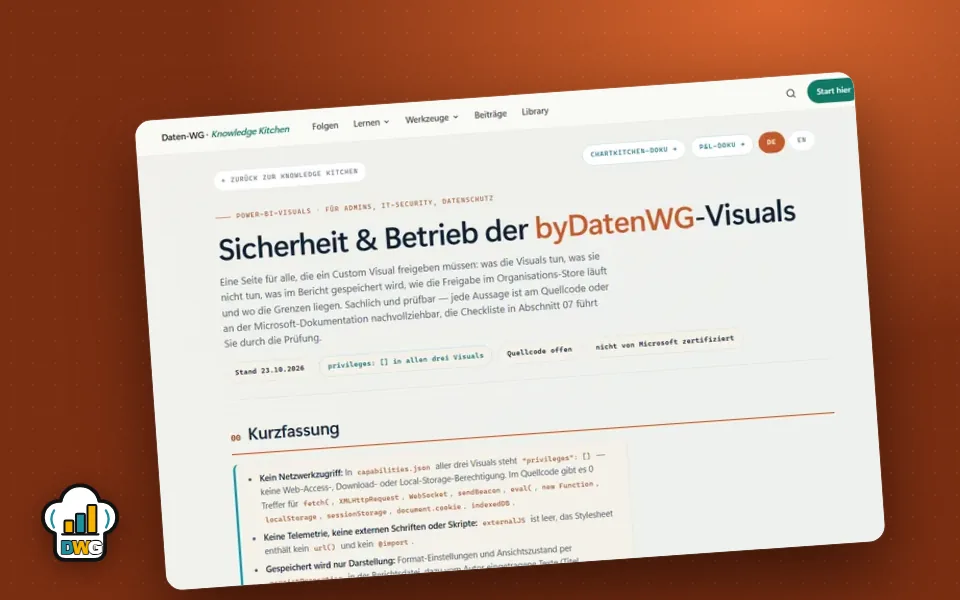 Daten-WG · Knowledge Kitchen Folgen Lernen Werkzeuge Beiträge Library Start hier
← ZURÜCK ZUR KNOWLEDGE KITCHEN CHARTKITCHEN-DOKU → P&L-DOKU → DE EN
POWER-BI-VISUALS · FÜR ADMINS, IT-SECURITY, DATENSCHUTZ
Sicherheit & Betrieb der byDatenWG-Visuals
Eine Seite für alle, die ein Custom Visual freigeben müssen: was die Visuals tun, was sie
nicht tun, was im Bericht gespeichert wird, wie die Freigabe im Organisations-Store läuft
und wo die Grenzen liegen. Sachlich und prüfbar — jede Aussage ist am Quellcode oder
an der Microsoft-Dokumentation nachvollziehbar, die Checkliste in Abschnitt 07 führt
Sie durch die Prüfung.
Stand 23.10.2026 privileges: [] in allen drei Visuals Quellcode offen nicht von Microsoft zertifiziert
00 Kurzfassung
• Kein Netzwerkzugriff: In capabilities.json aller drei Visuals steht "privileges": [] —
keine Web-Access-, Download- oder Local-Storage-Berechtigung. Im Quellcode gibt es 0
Treffer für fetch(, XMLHttpRequest, WebSocket, sendBeacon, eval(, new Function,
localStorage, sessionStorage, document.cookie, indexedDB.
• Keine Telemetrie, keine externen Schriften oder Skripte: externalJS ist leer, das Stylesheet
enthält kein url() und kein @import.
• Gespeichert wird nur Darstellung: Format-Einstellungen und Ansichtszustand per
in der Berichtsdatei, dazu vom Autor eingetragene Texte (Titel,
DWG